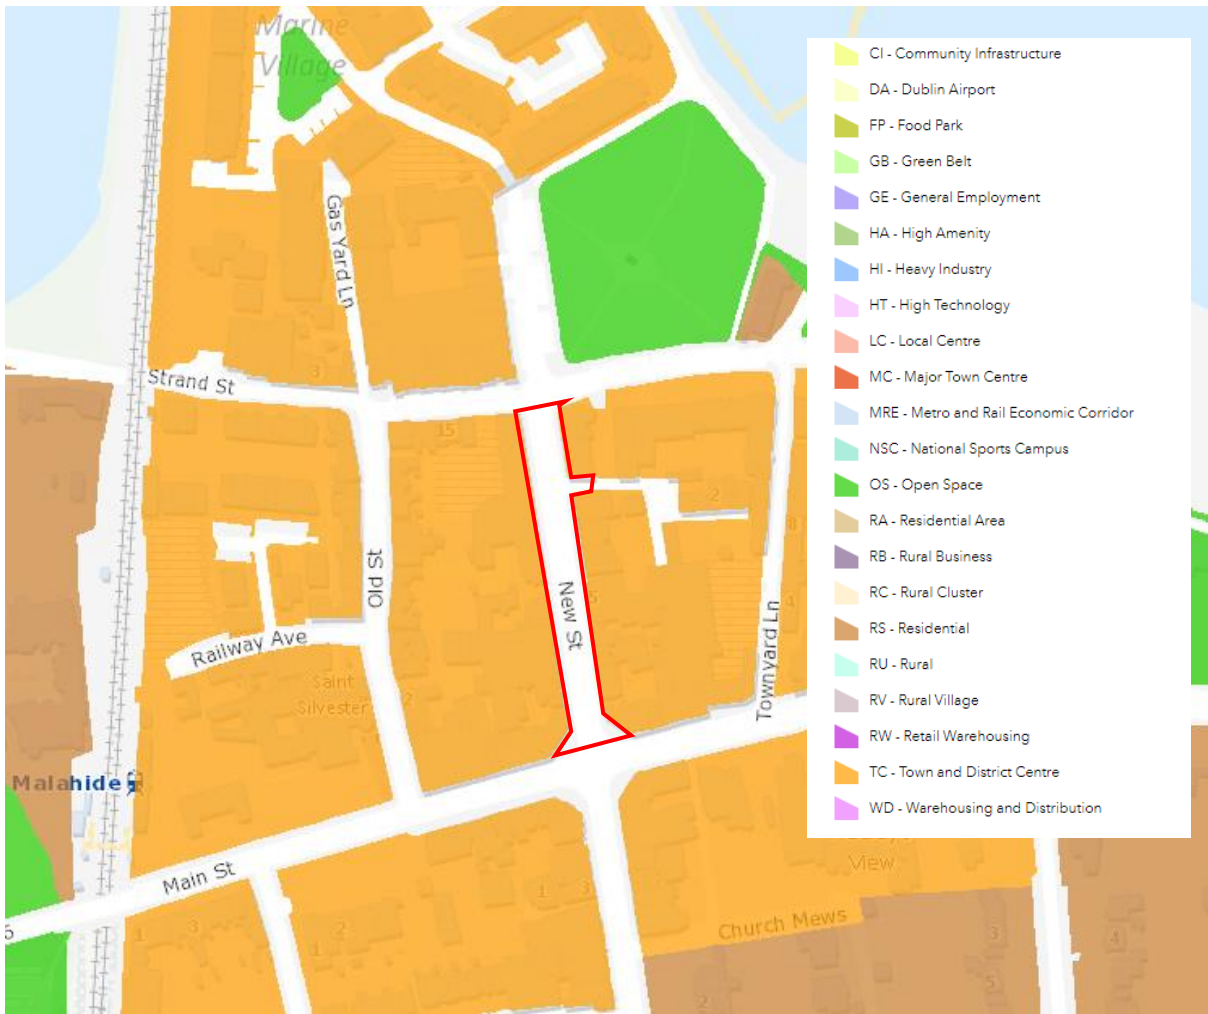 Marine
Village
Gas Yard Ln
Strand St
3
15
2
8
Old St
New St
5
4
Townyard Ln
Railway Ave
Saint
Silvester
2
Malahide
Main St
6
1
3
2
1
1
3
View
Church Mews
3
4
5
2
CI - Community Infrastructure
DA - Dublin Airport
FP - Food Park
GB - Green Belt
GE - General Employment
HA - High Amenity
HI - Heavy Industry
HT - High Technology
LC - Local Centre
MC - Major Town Centre
MRE - Metro and Rail Economic Corridor
NSC - National Sports Campus
OS - Open Space
RA - Residential Area
RB - Rural Business
RC - Rural Cluster
RS - Residential
RU - Rural
RV - Rural Village
RW - Retail Warehousing
TC - Town and District Centre
WD - Warehousing and Distribution